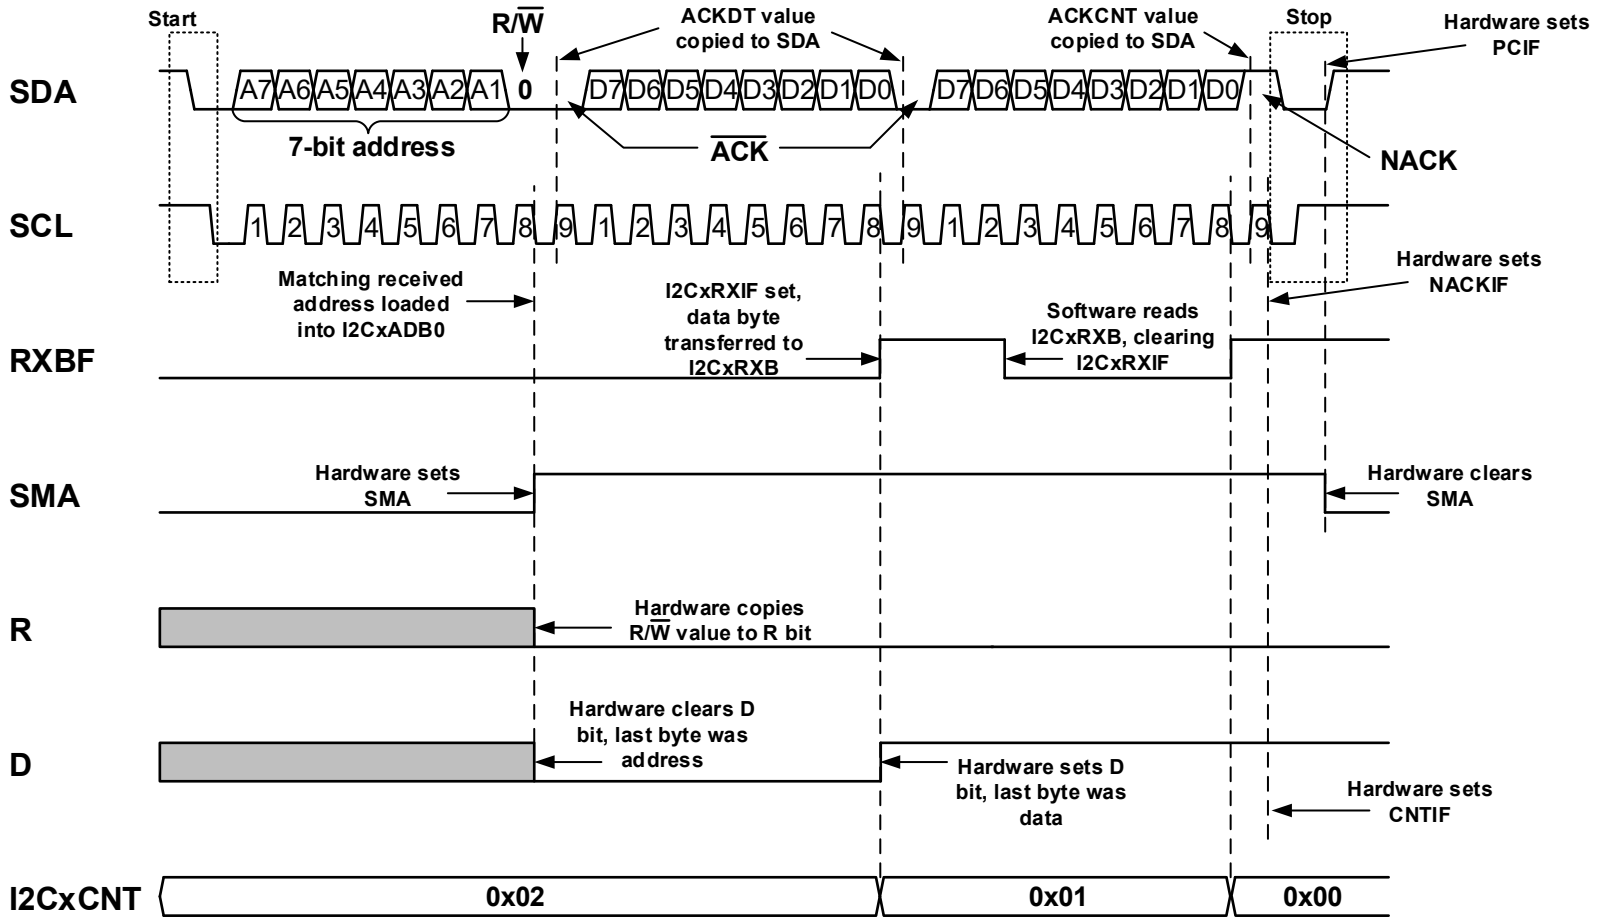 Start
R/W
ACKDT value
copied to SDA
ACKCNT value
copied to SDA
Stop
Hardware sets
PCIF
SDA
A7 A6 A5 A4 A3 A2 A1 0 D7 D6 D5 D4 D3 D2 D1 D0 D7 D6 D5 D4 D3 D2 D1 D0
7-bit address
ACK
NACK
SCL
1 2 3 4 5 6 7 8 9 1 2 3 4 5 6 7 8 9 1 2 3 4 5 6 7 8 9
Matching received
address loaded
into I2CxADB0
I2CxRXIF set,
data byte
transferred to
I2CxRXB
Software reads
I2CxRXB, clearing
I2CxRXIF
Hardware sets
NACKIF
RXBF
Hardware sets
SMA
Hardware clears
SMA
SMA
Hardware copies
R/W value to R bit
R
Hardware clears D
bit, last byte was
address
Hardware sets D
bit, last byte was
data
D
Hardware sets
CNTIF
I2CxCNT
0x02
0x01
0x00